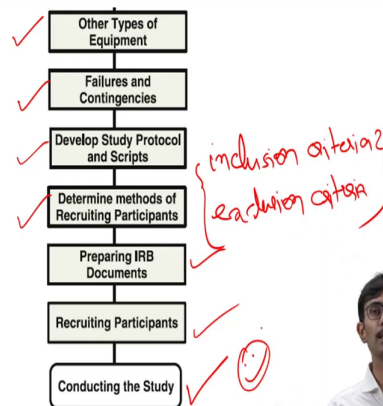 Other Types of
Equipment
Failures and
Contingencies
Develop Study Protocol
and Scripts
Determine methods of
Recruiting Participants
inclusion criteria?
exclusion criteria
Preparing IRB
Documents
Recruiting Participants
Conducting the Study